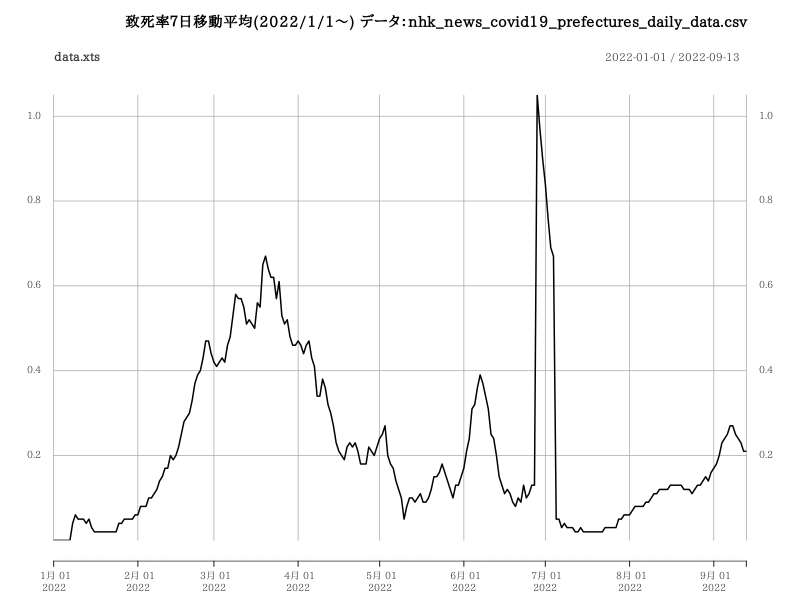 致死率7日移動平均(2022/1/1～) データ:nhk_news_covid19_prefectures_daily_data.csv
data.xts 2022-01-01 / 2022-09-13
1.0 1.0
0.8 0.8
0.6 0.6
0.4 0.4
0.2 0.2
1月 01 2月 01 3月 01 4月 01 5月 01 6月 01 7月 01 8月 01 9月 01
2022 2022 2022 2022 2022 2022 2022 2022 2022